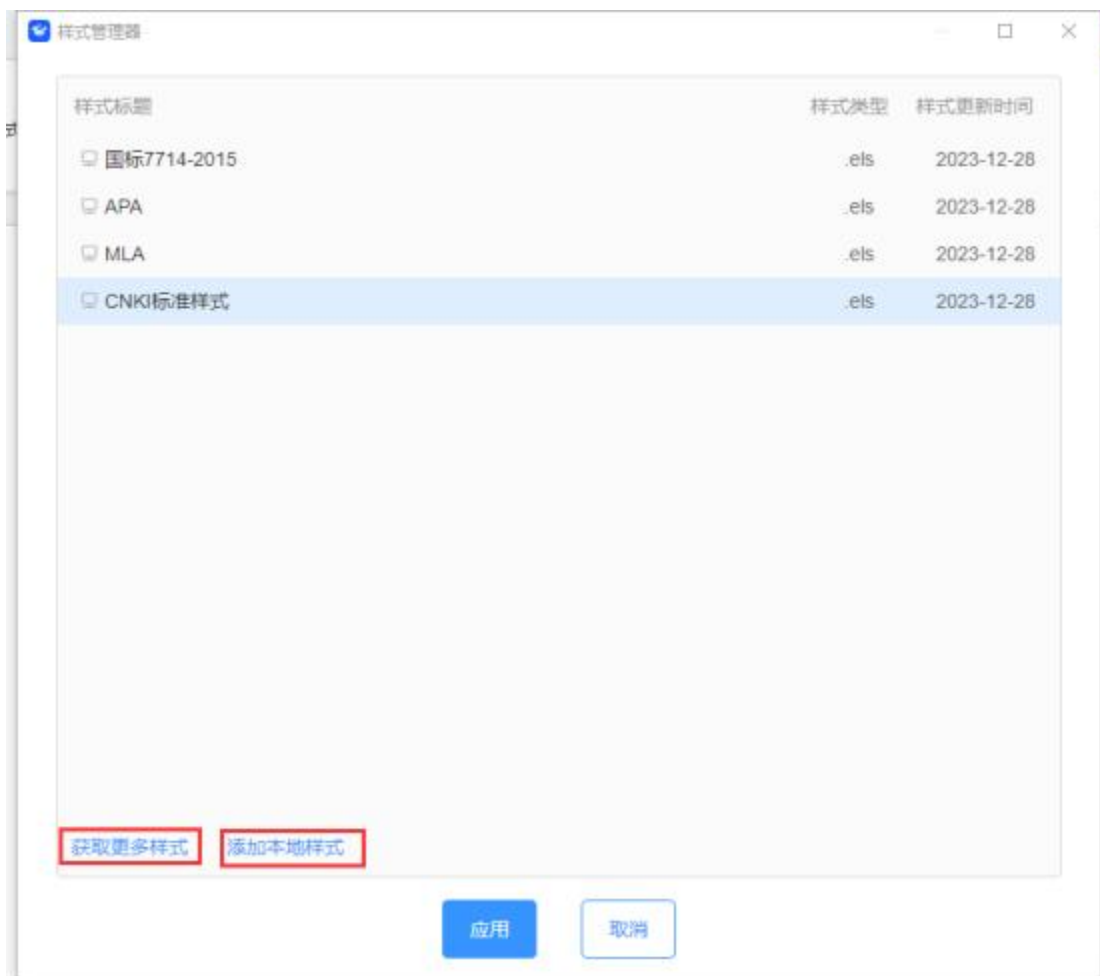 样式管理器
样式标题 样式类型 样式更新时间
国标7714-2015 .els 2023-12-28
APA .els 2023-12-28
MLA .els 2023-12-28
CNKI标准样式 .els 2023-12-28
获取更多样式 添加本地样式
应用 取消